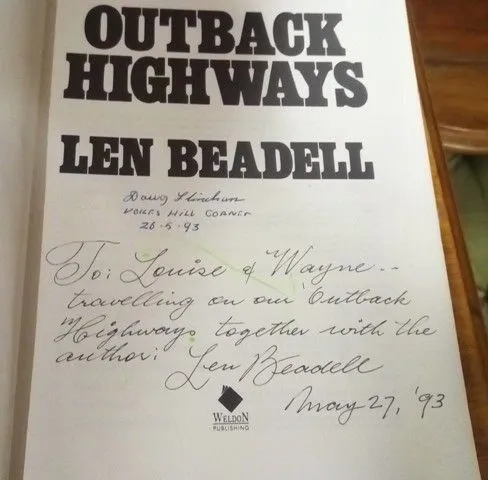 OUTBACK
HIGHWAYS
LEN BEADELL
Doug
VOKES HILL CORNER
26-5-93
To: Louise & Wayne --
travelling on our 'Outback
Highways together with the
author: Len Beadell
May 27, '93
WELDON
PUBLISHING